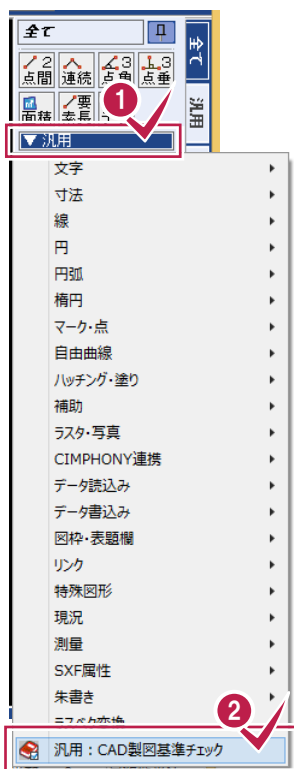 全て
全て
2 3 3
点間 連続 点角 点垂
要
面積 素長
汎用
1
▼ 汎用
文字
寸法
線
円
円弧
楕円
マーク・点
自由曲線
ハッチング・塗り
補助
ラスタ・写真
CIMPHONY連携
データ読込み
データ書込み
図枠・表題欄
リンク
特殊図形
現況
測量
SXF属性
朱書き
2
汎用：CAD製図基準チェック